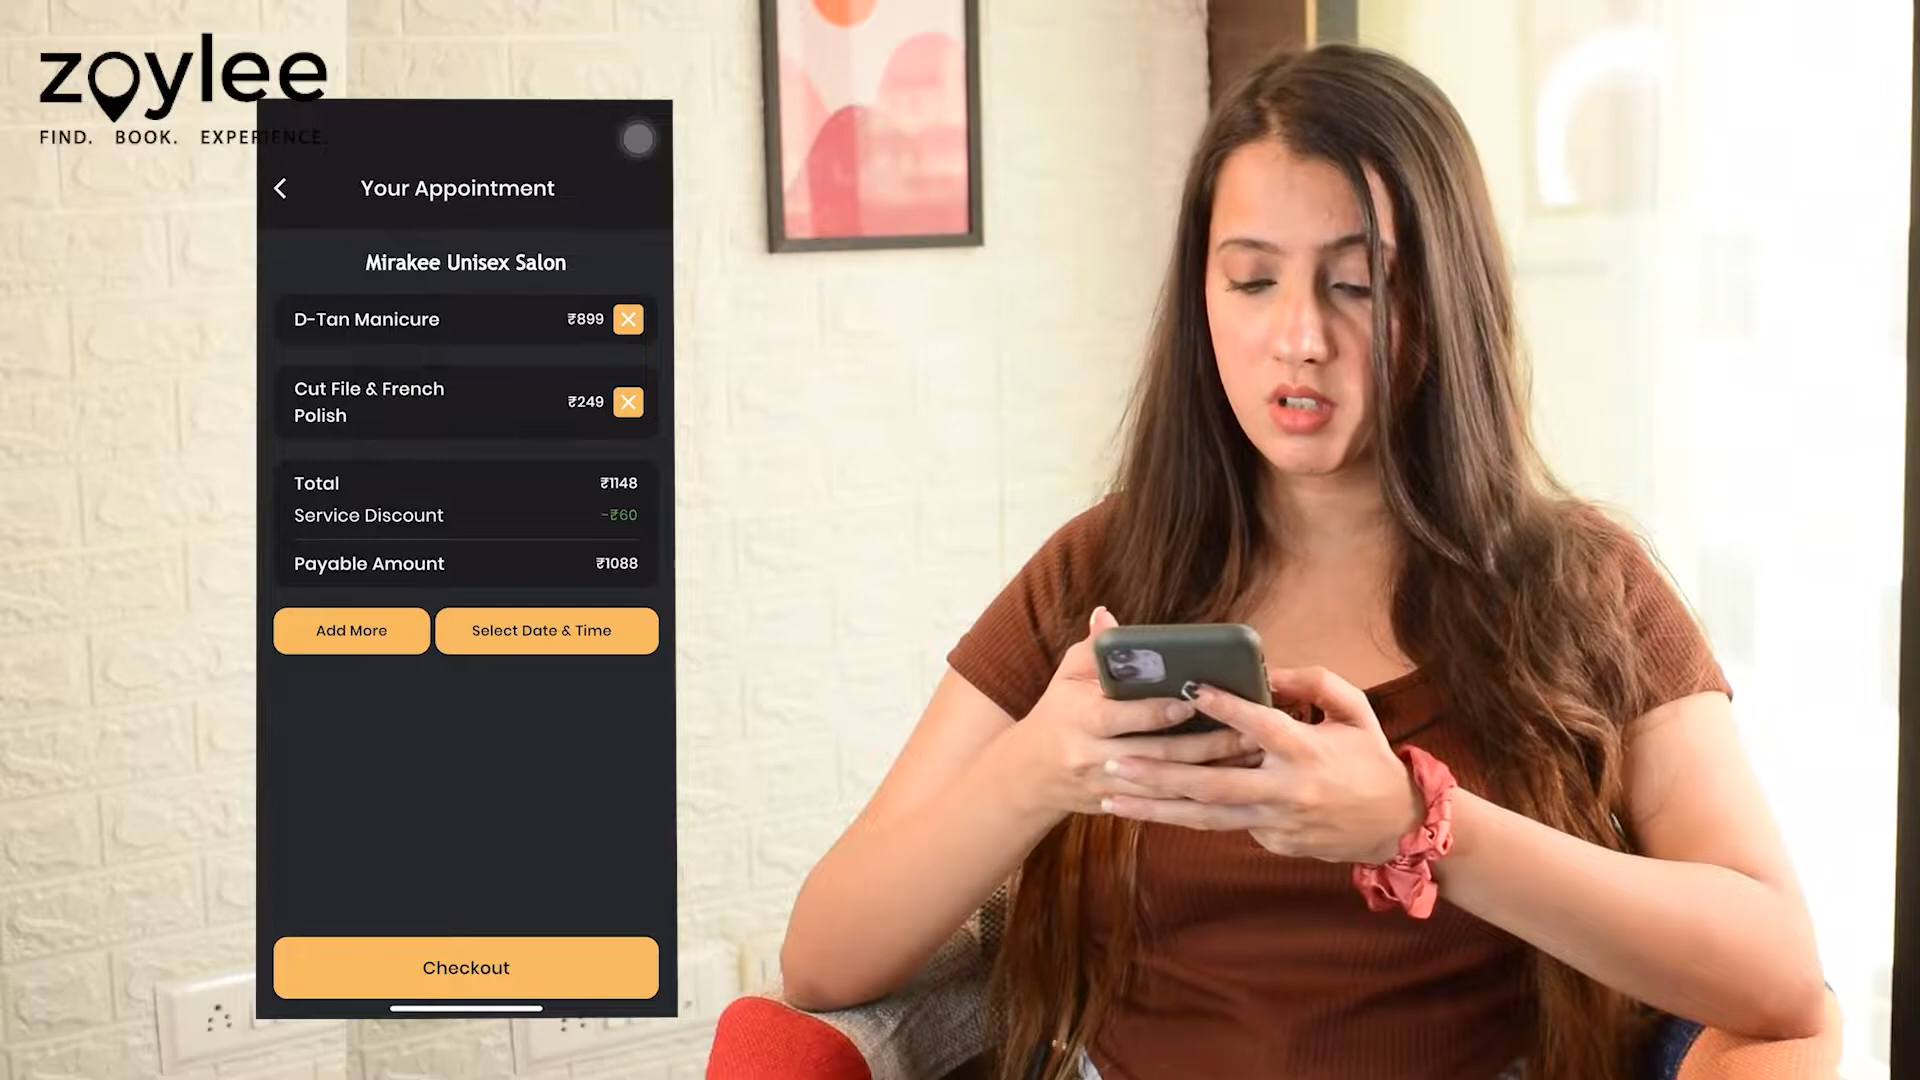 zoylee
FIND. BOOK. EXPERIENCE.
Your Appointment
Mirakee Unisex Salon
D-Tan Manicure ₹899
Cut File & French
Polish ₹249
Total ₹1148
Service Discount -₹60
Payable Amount ₹1088
Add More Select Date & Time
Checkout